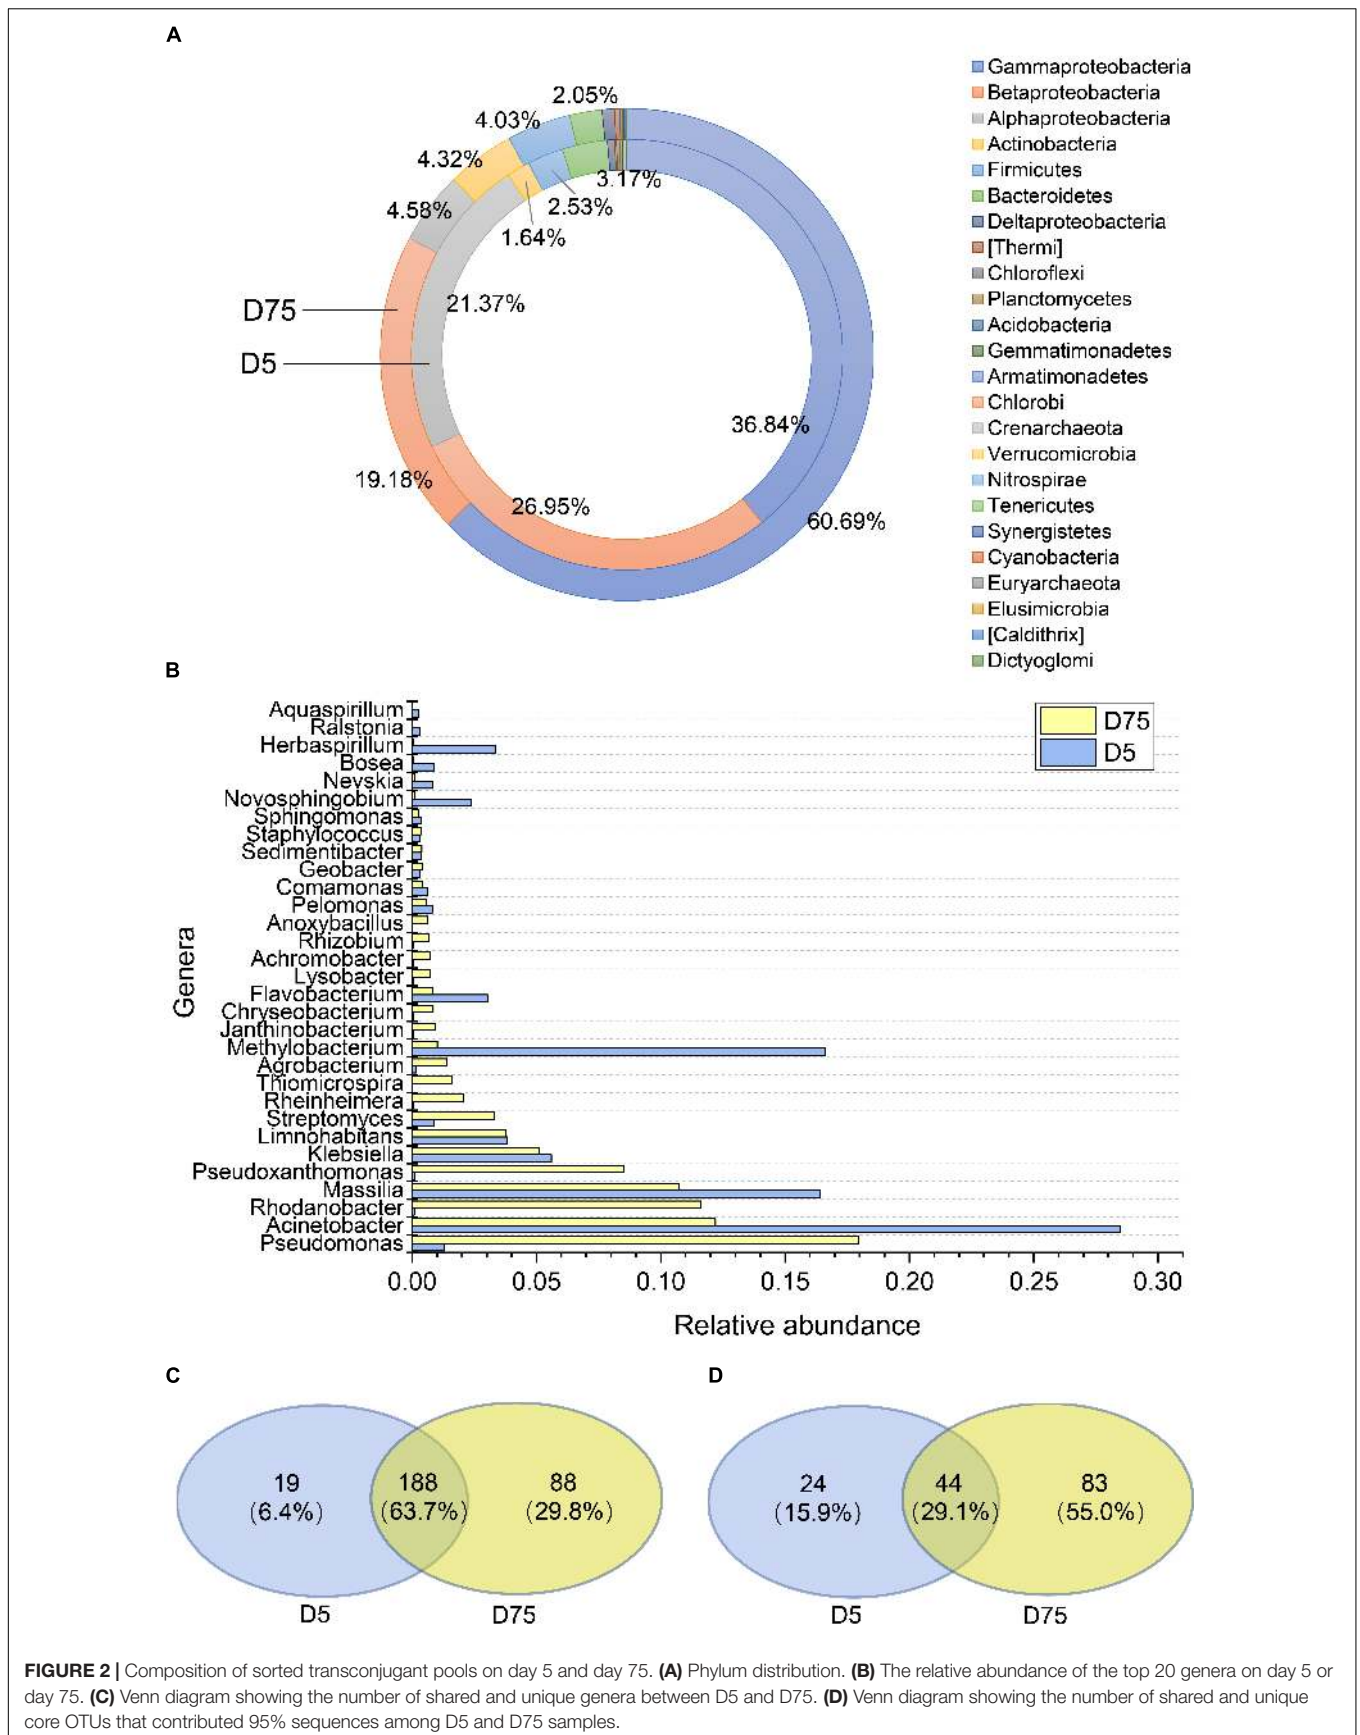 A
2.05%
4.03%
4.32%
4.58%
3.17%
2.53%
1.64%
21.37%
D75
D5
36.84%
19.18%
26.95%
60.69%
Gammaproteobacteria
Betaproteobacteria
Alphaproteobacteria
Actinobacteria
Firmicutes
Bacteroidetes
Deltaproteobacteria
[Thermi]
Chloroflexi
Planctomycetes
Acidobacteria
Gemmatimonadetes
Armatimonadetes
Chlorobi
Crenarchaeota
Verrucomicrobia
Nitrospirae
Tenericutes
Synergistetes
Cyanobacteria
Euryarchaeota
Elusimicrobia
[Caldithrix]
Dictyoglomi
B
Genera
Aquaspirillum
Ralstonia
Herbaspirillum
Bosea
Nevskia
Novosphingobium
Sphingomonas
Staphylococcus
Sedimentibacter
Geobacter
Comamonas
Pelomonas
Anoxybacillus
Rhizobium
Achromobacter
Lysobacter
Flavobacterium
Chryseobacterium
Janthinobacterium
Methylobacterium
Agrobacterium
Thiomicrospira
Rheinheimera
Streptomyces
Limnohabitans
Klebsiella
Pseudoxanthomonas
Massilia
Rhodanobacter
Acinetobacter
Pseudomonas
D75
D5
0.00 0.05 0.10 0.15 0.20 0.25 0.30
Relative abundance
C
19
(6.4%)
188
(63.7%)
88
(29.8%)
D5
D75
D
24
(15.9%)
44
(29.1%)
83
(55.0%)
D5
D75
FIGURE 2 | Composition of sorted transconjugant pools on day 5 and day 75. (A) Phylum distribution. (B) The relative abundance of the top 20 genera on day 5 or
day 75. (C) Venn diagram showing the number of shared and unique genera between D5 and D75. (D) Venn diagram showing the number of shared and unique
core OTUs that contributed 95% sequences among D5 and D75 samples.